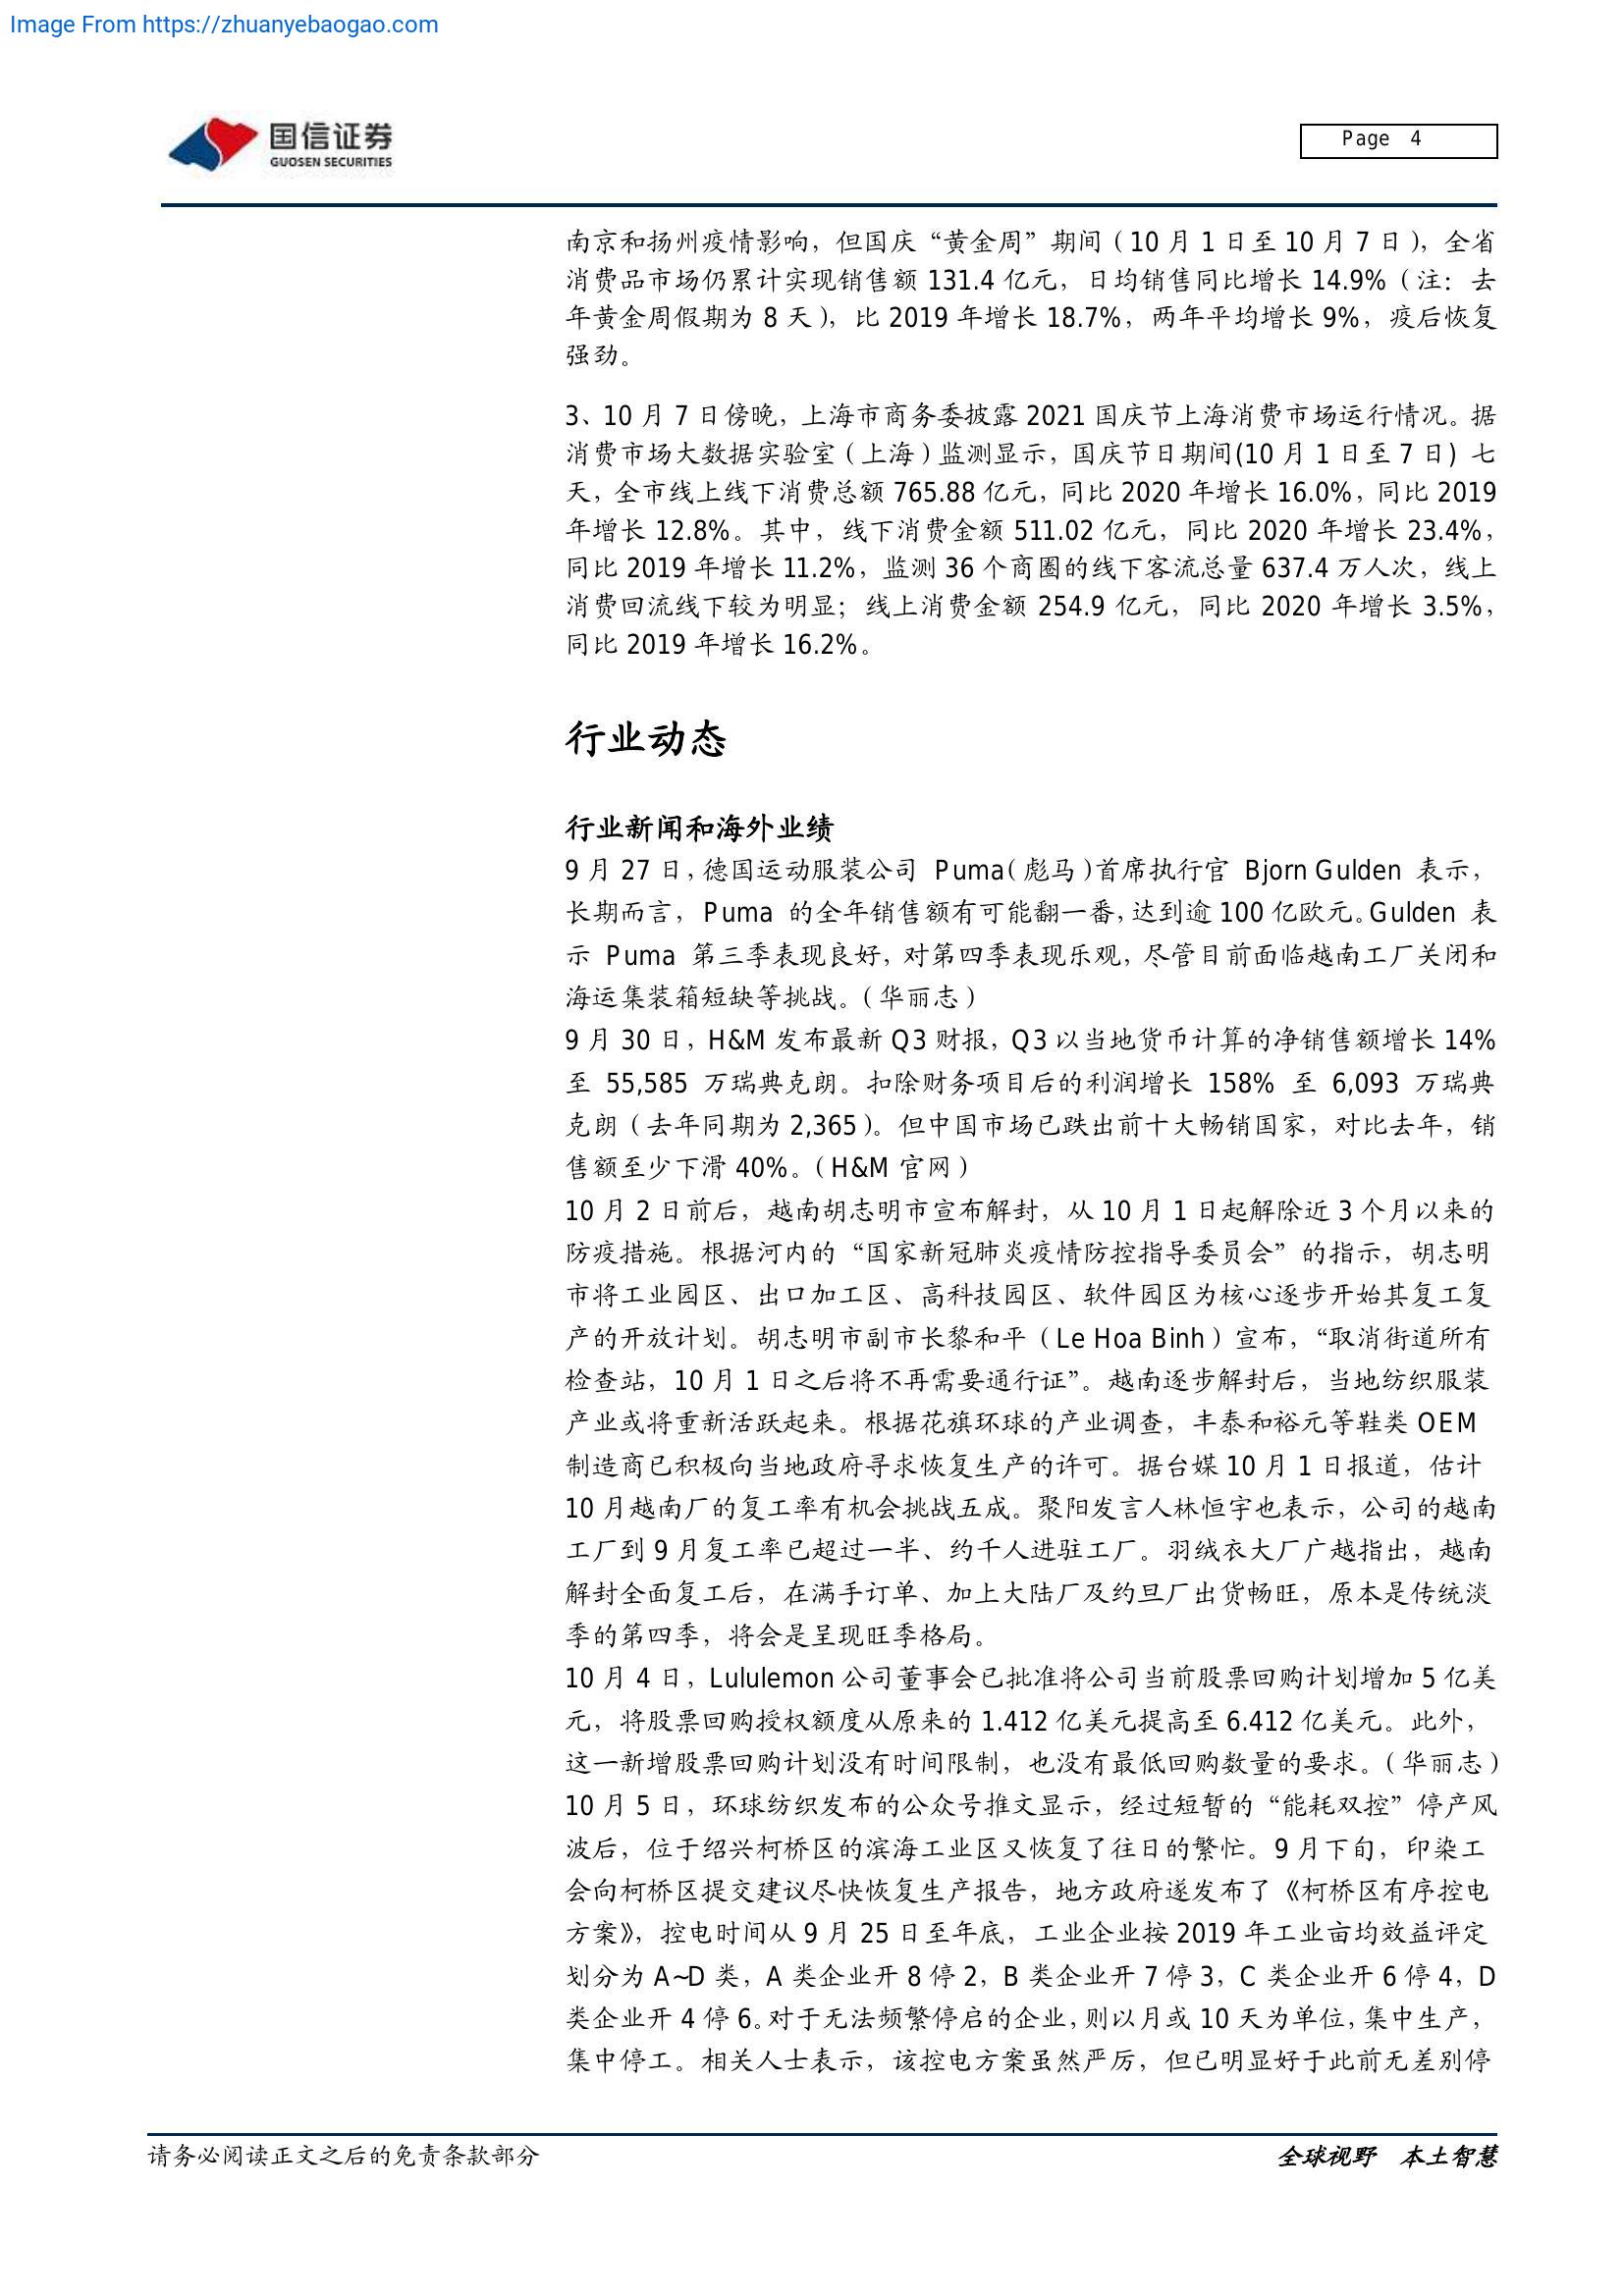 Image From https://zhuanyebaogao.com
国信证券
GUOSEN SECURITIES
Page 4
南京和扬州疫情影响，但国庆“黄金周”期间（10 月 1 日至 10 月 7 日），全省
消费品市场仍累计实现销售额 131.4 亿元，日均销售同比增长 14.9%（注：去
年黄金周假期为 8 天），比 2019 年增长 18.7%，两年平均增长 9%，疫后恢复
强劲。
3、10 月 7 日傍晚，上海市商务委披露 2021 国庆节上海消费市场运行情况。据
消费市场大数据实验室（上海）监测显示，国庆节日期间(10 月 1 日至 7 日) 七
天，全市线上线下消费总额 765.88 亿元，同比 2020 年增长 16.0%，同比 2019
年增长 12.8%。其中，线下消费金额 511.02 亿元，同比 2020 年增长 23.4%，
同比 2019 年增长 11.2%，监测 36 个商圈的线下客流总量 637.4 万人次，线上
消费回流线下较为明显；线上消费金额 254.9 亿元，同比 2020 年增长 3.5%，
同比 2019 年增长 16.2%。
行业动态
行业新闻和海外业绩
9 月 27 日，德国运动服装公司 Puma（彪马）首席执行官 Bjorn Gulden 表示，
长期而言，Puma 的全年销售额有可能翻一番，达到逾 100 亿欧元。Gulden 表
示 Puma 第三季表现良好，对第四季表现乐观，尽管目前面临越南工厂关闭和
海运集装箱短缺等挑战。（华丽志）
9 月 30 日，H&M 发布最新 Q3 财报，Q3 以当地货币计算的净销售额增长 14%
至 55,585 万瑞典克朗。扣除财务项目后的利润增长 158% 至 6,093 万瑞典
克朗（去年同期为 2,365）。但中国市场已跌出前十大畅销国家，对比去年，销
售额至少下滑 40%。（H&M 官网）
10 月 2 日前后，越南胡志明市宣布解封，从 10 月 1 日起解除近 3 个月以来的
防疫措施。根据河内的“国家新冠肺炎疫情防控指导委员会”的指示，胡志明
市将工业园区、出口加工区、高科技园区、软件园区为核心逐步开始其复工复
产的开放计划。胡志明市副市长黎和平（Le Hoa Binh）宣布，“取消街道所有
检查站，10 月 1 日之后将不再需要通行证”。越南逐步解封后，当地纺织服装
产业或将重新活跃起来。根据花旗环球的产业调查，丰泰和裕元等鞋类 OEM
制造商已积极向当地政府寻求恢复生产的许可。据台媒 10 月 1 日报道，估计
10 月越南厂的复工率有机会挑战五成。聚阳发言人林恒宇也表示，公司的越南
工厂到 9 月复工率已超过一半、约千人进驻工厂。羽绒衣大厂广越指出，越南
解封全面复工后，在满手订单、加上大陆厂及约旦厂出货畅旺，原本是传统淡
季的第四季，将会是呈现旺季格局。
10 月 4 日，Lululemon 公司董事会已批准将公司当前股票回购计划增加 5 亿美
元，将股票回购授权额度从原来的 1.412 亿美元提高至 6.412 亿美元。此外，
这一新增股票回购计划没有时间限制，也没有最低回购数量的要求。（华丽志）
10 月 5 日，环球纺织发布的公众号推文显示，经过短暂的“能耗双控”停产风
波后，位于绍兴柯桥区的滨海工业区又恢复了往日的繁忙。9 月下旬，印染工
会向柯桥区提交建议尽快恢复生产报告，地方政府遂发布了《柯桥区有序控电
方案》，控电时间从 9 月 25 日至年底，工业企业按 2019 年工业亩均效益评定
划分为 A~D 类，A 类企业开 8 停 2，B 类企业开 7 停 3，C 类企业开 6 停 4，D
类企业开 4 停 6。对于无法频繁停启的企业，则以月或 10 天为单位，集中生产，
集中停工。相关人士表示，该控电方案虽然严厉，但已明显好于此前无差别停
请务必阅读正文之后的免责条款部分
全球视野 本土智慧